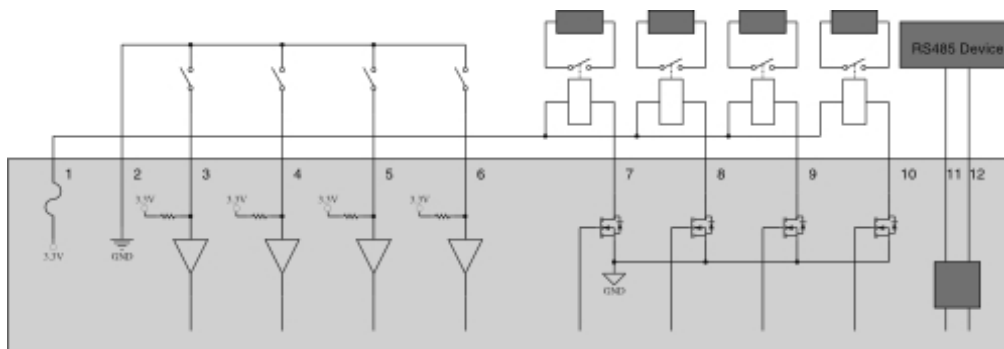 RS485 Device
1 2 3 4 5 6 7 8 9 10 11 12
3.3V 3.3V 3.3V 3.3V
3.3V GND
GND